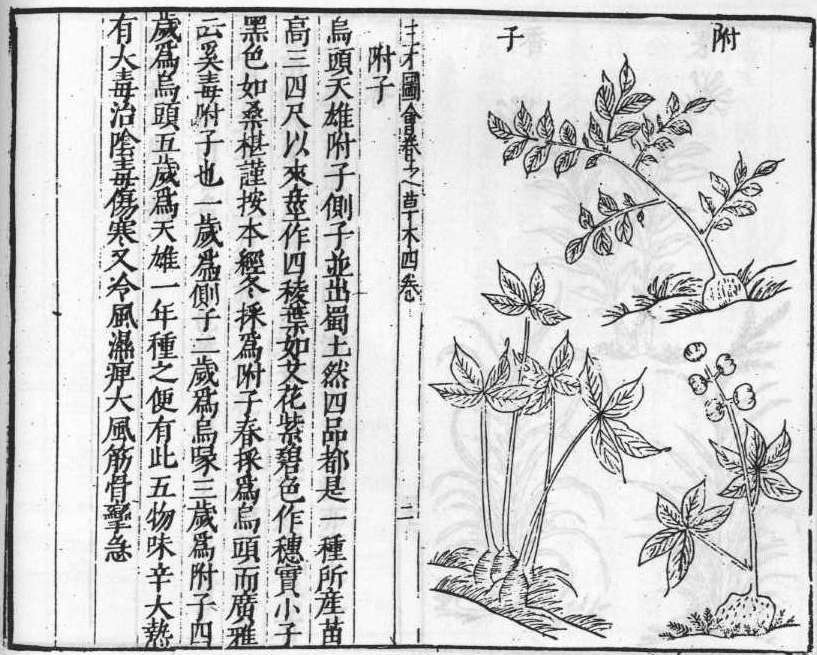 附子
三才圖會卷之八 草木四卷 二
附子
烏頭天雄附子側子並出蜀土然四品都是 種所產苗
高三四尺以來莖作四稜葉如艾花紫碧色作穗實小子
黑色如桑椹謹按本經冬採爲附子春採爲烏頭而廣雅
云奚毒附子也一歲爲側子二歲爲烏喙三歲爲附子四
歲爲烏頭五歲爲天雄一年種之便有此五物味辛大熱
有大毒治陰毒傷寒又冷風濕痹大風筋骨攣急